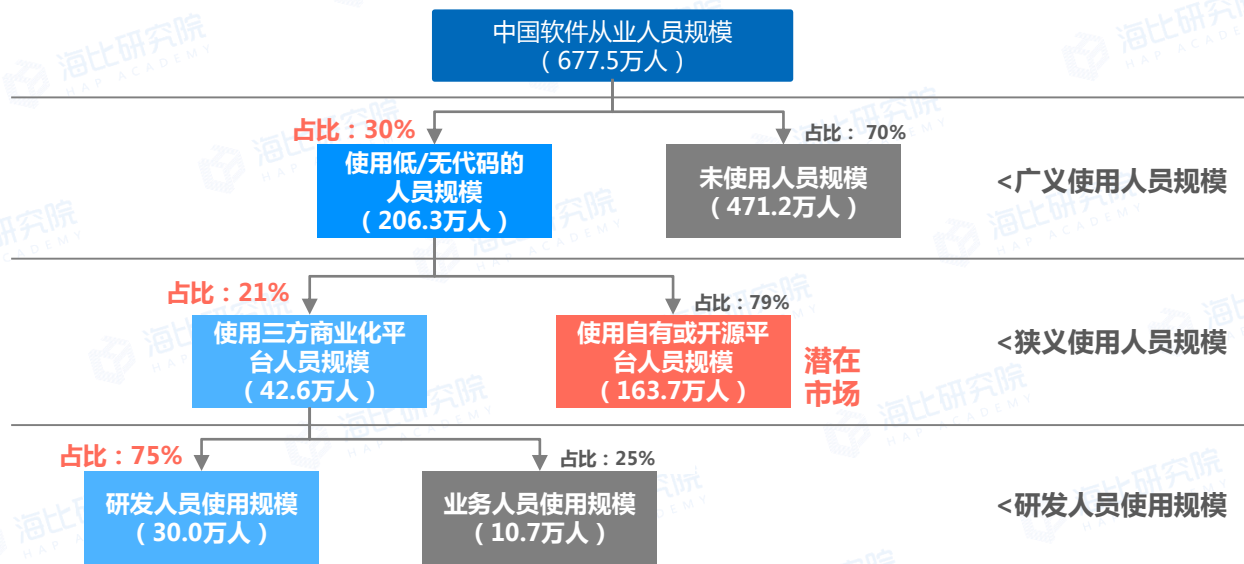 中国软件从业人员规模
（677.5万人）
占比：30%
占比： 70%
使用低/无代码的
人员规模
（206.3万人）
未使用人员规模
（471.2万人）
<广义使用人员规模
占比：21%
占比：79%
使用三方商业化平
台人员规模
（42.6万人）
使用自有或开源平
台人员规模
（163.7万人）
潜在
市场
<狭义使用人员规模
占比：75%
占比：25%
研发人员使用规模
（30.0万人）
业务人员使用规模
（10.7万人）
<研发人员使用规模
海比研究院
HAP ACADEMY